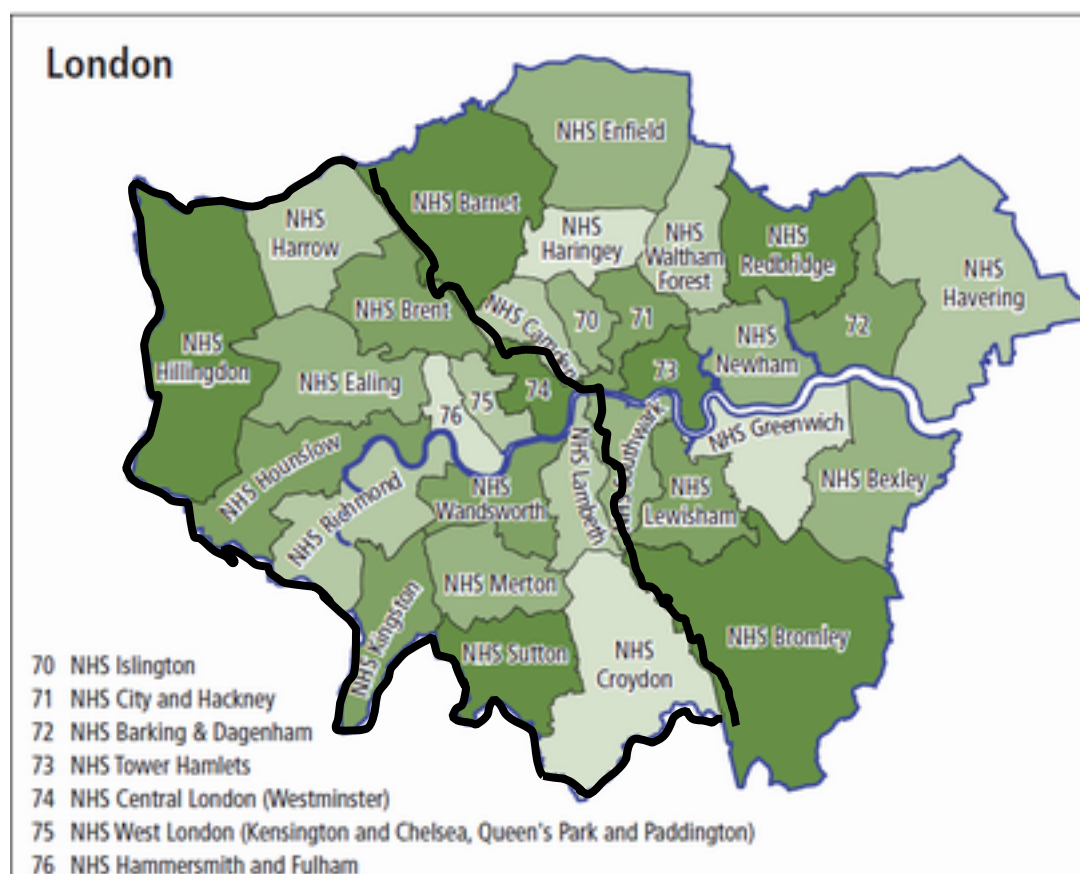 London
NHS Enfield
NHS Barnet
NHS
Harrow
NHS
Haringey
NHS
Waltham
Forest
NHS
Redbridge
NHS
Havering
NHS Brent
NHS Camden
70
71
72
NHS
Newham
NHS
Hillingdon
NHS Ealing
73
74
75
76
NHS Greenwich
NHS Hounslow
NHS Richmond
NHS
Wandsworth
NHS Lambeth
NHS Southwark
NHS
Lewisham
NHS Bexley
NHS Kingston
NHS Merton
NHS Sutton
NHS
Croydon
NHS Bromley
70 NHS Islington
71 NHS City and Hackney
72 NHS Barking & Dagenham
73 NHS Tower Hamlets
74 NHS Central London (Westminster)
75 NHS West London (Kensington and Chelsea, Queen's Park and Paddington)
76 NHS Hammersmith and Fulham